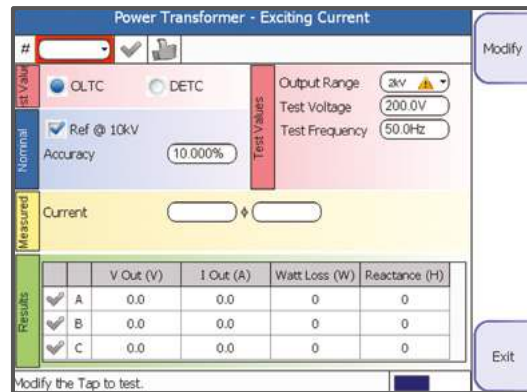 Power Transformer - Exciting Current
#
Modify
OLTC
DETC
Output Range
2kV
Test Voltage
200.0V
Test Frequency
50.0Hz
Test Values
Nominal
Ref @ 10kV
Accuracy
10.000%
Measured
Current
Φ
Results
V Out (V) I Out (A) Watt Loss (W) Reactance (H)
A 0.0 0.0 0 0
B 0.0 0.0 0 0
C 0.0 0.0 0 0
Modify the Tap to test.
Exit